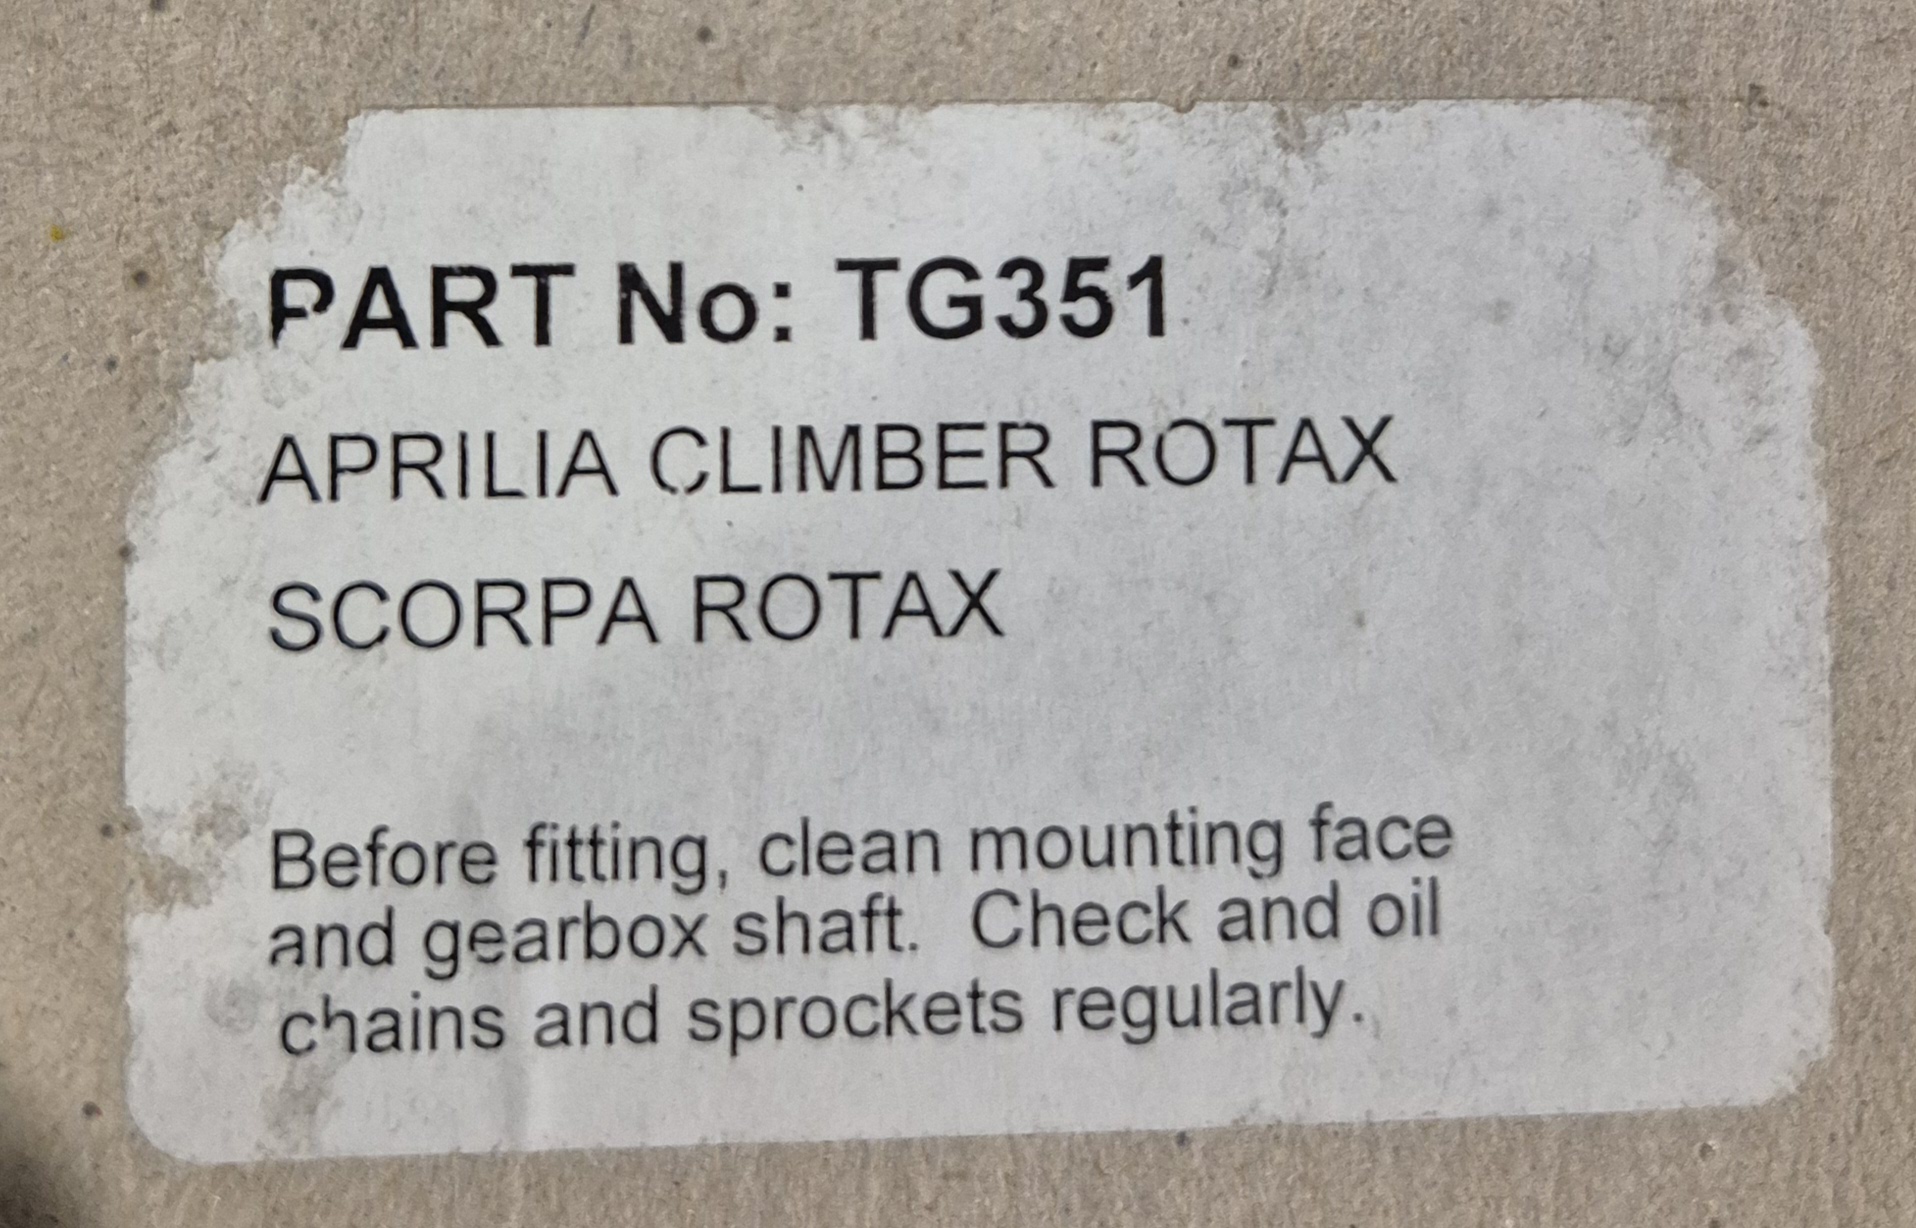 PART No: TG351
APRILIA CLIMBER ROTAX
SCORPA ROTAX
Before fitting, clean mounting face
and gearbox shaft.  Check and oil
chains and sprockets regularly.